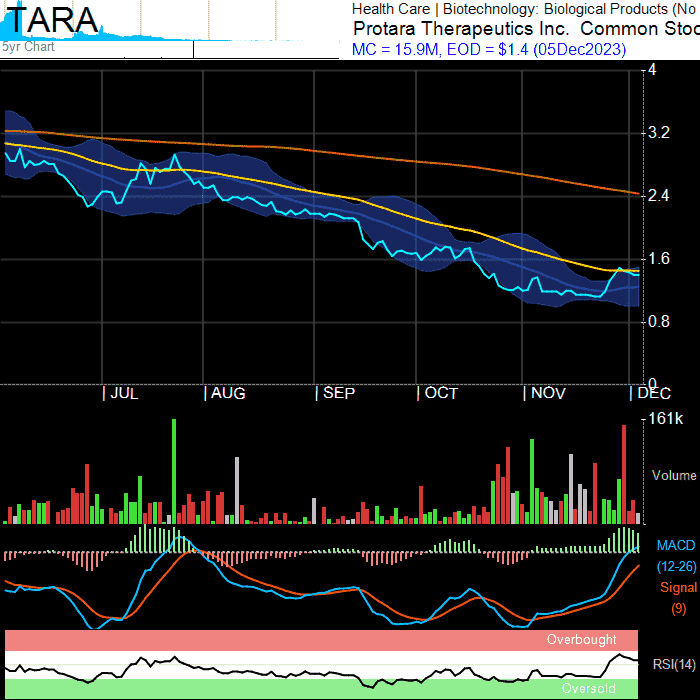 TARA
5yr Chart
Health Care | Biotechnology: Biological Products (No
Protara Therapeutics Inc. Common Stoc
MC = 15.9M, EOD = $1.4 (05Dec2023)
4
3.2
2.4
1.6
0.8
0
| JUL | AUG | SEP | OCT | NOV | DEC
161k
Volume
MACD
(12-26)
Signal
(9)
Overbought
RSI(14)
Oversold